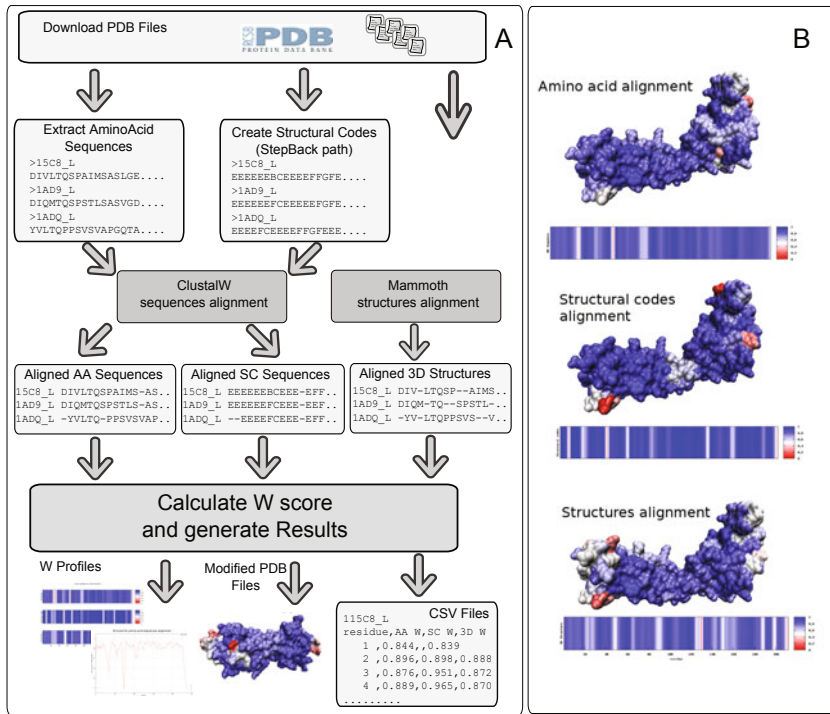 A
Download PDB Files
RCSB
PDB
PROTEIN DATA BANK
Extract AminoAcid
Sequences
>15C8_L
DIVLTQSPAIMSASLGE....
>1AD9_L
DIQMTQSPSTLSASVGD....
>1ADQ_L
YVLTQPPSVSVAPGQTA....
Create Structural Codes
(StepBack path)
>15C8_L
EEEEEEBCEEEEFFGFE....
>1AD9_L
EEEEEEFCEEEEEFGFE....
>1ADQ_L
EEEEFCEEEEFFGFEEE....
ClustalW
sequences alignment
Mammoth
structures alignment
Aligned AA Sequences
15C8_L DIVLTQSPAIMS-AS..
1AD9_L DIQMTQSPSTLS-AS..
1ADQ_L -YVLTQ-PPSVSVAP..
Aligned SC Sequences
15C8_L EEEEEEBCEEE-EFF..
1AD9_L EEEEEEFCEEE-EEF..
1ADQ_L --EEEEFCEEE-EFF..
Aligned 3D Structures
15C8_L DIV-LTQSP--AIMS..
1AD9_L DIQM-TQ--SPSTL-..
1ADQ_L -YV-LTQPPSVS--V..
Calculate W score
and generate Results
W Profiles
Modified PDB
Files
CSV Files
115C8_L
residue,AA W,SC W,3D W
1 ,0.844,,0.839
2 ,0.896,0.898,0.888
3 ,0.876,0.951,0.872
4 ,0.889,0.965,0.870
.........
B
Amino acid alignment
Structural codes
alignment
Structures alignment